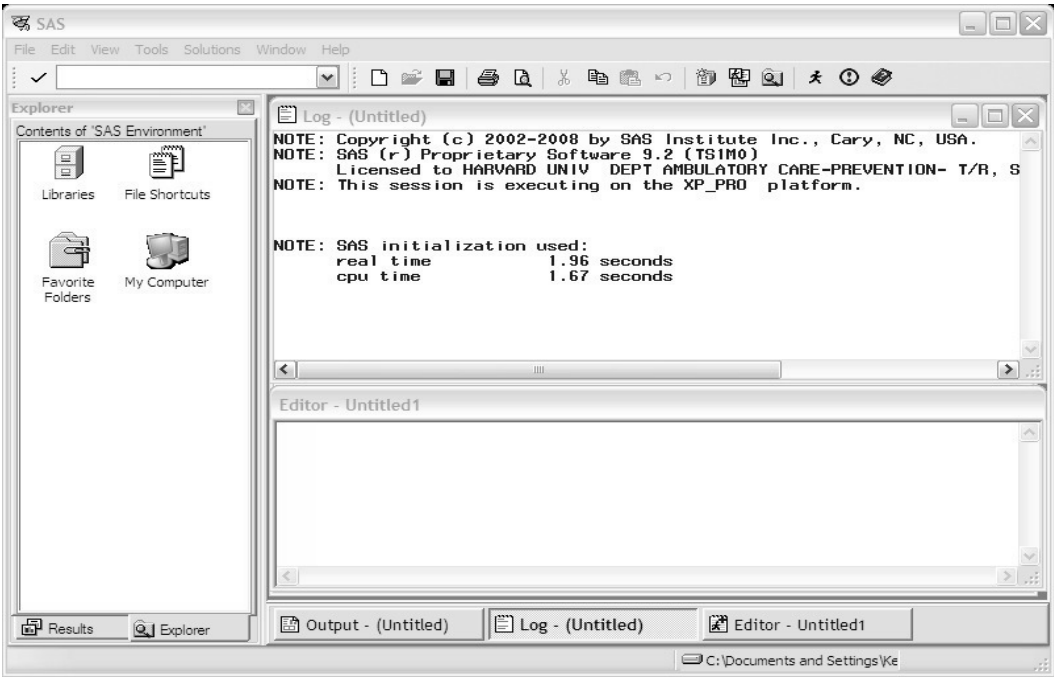 SAS
File Edit View Tools Solutions Window Help
Explorer
Contents of 'SAS Environment'
Libraries
File Shortcuts
Favorite
Folders
My Computer
Results
Explorer
Log - (Untitled)
NOTE: Copyright (c) 2002-2008 by SAS Institute Inc., Cary, NC, USA.
NOTE: SAS (r) Proprietary Software 9.2 (TS1M0)
Licensed to HARVARD UNIV DEPT AMBULATORY CARE-PREVENTION- T/R, S
NOTE: This session is executing on the XP_PRO platform.
NOTE: SAS initialization used:
real time 1.96 seconds
cpu time 1.67 seconds
Editor - Untitled1
Output - (Untitled)
Log - (Untitled)
Editor - Untitled1
C:\Documents and Settings\Ke